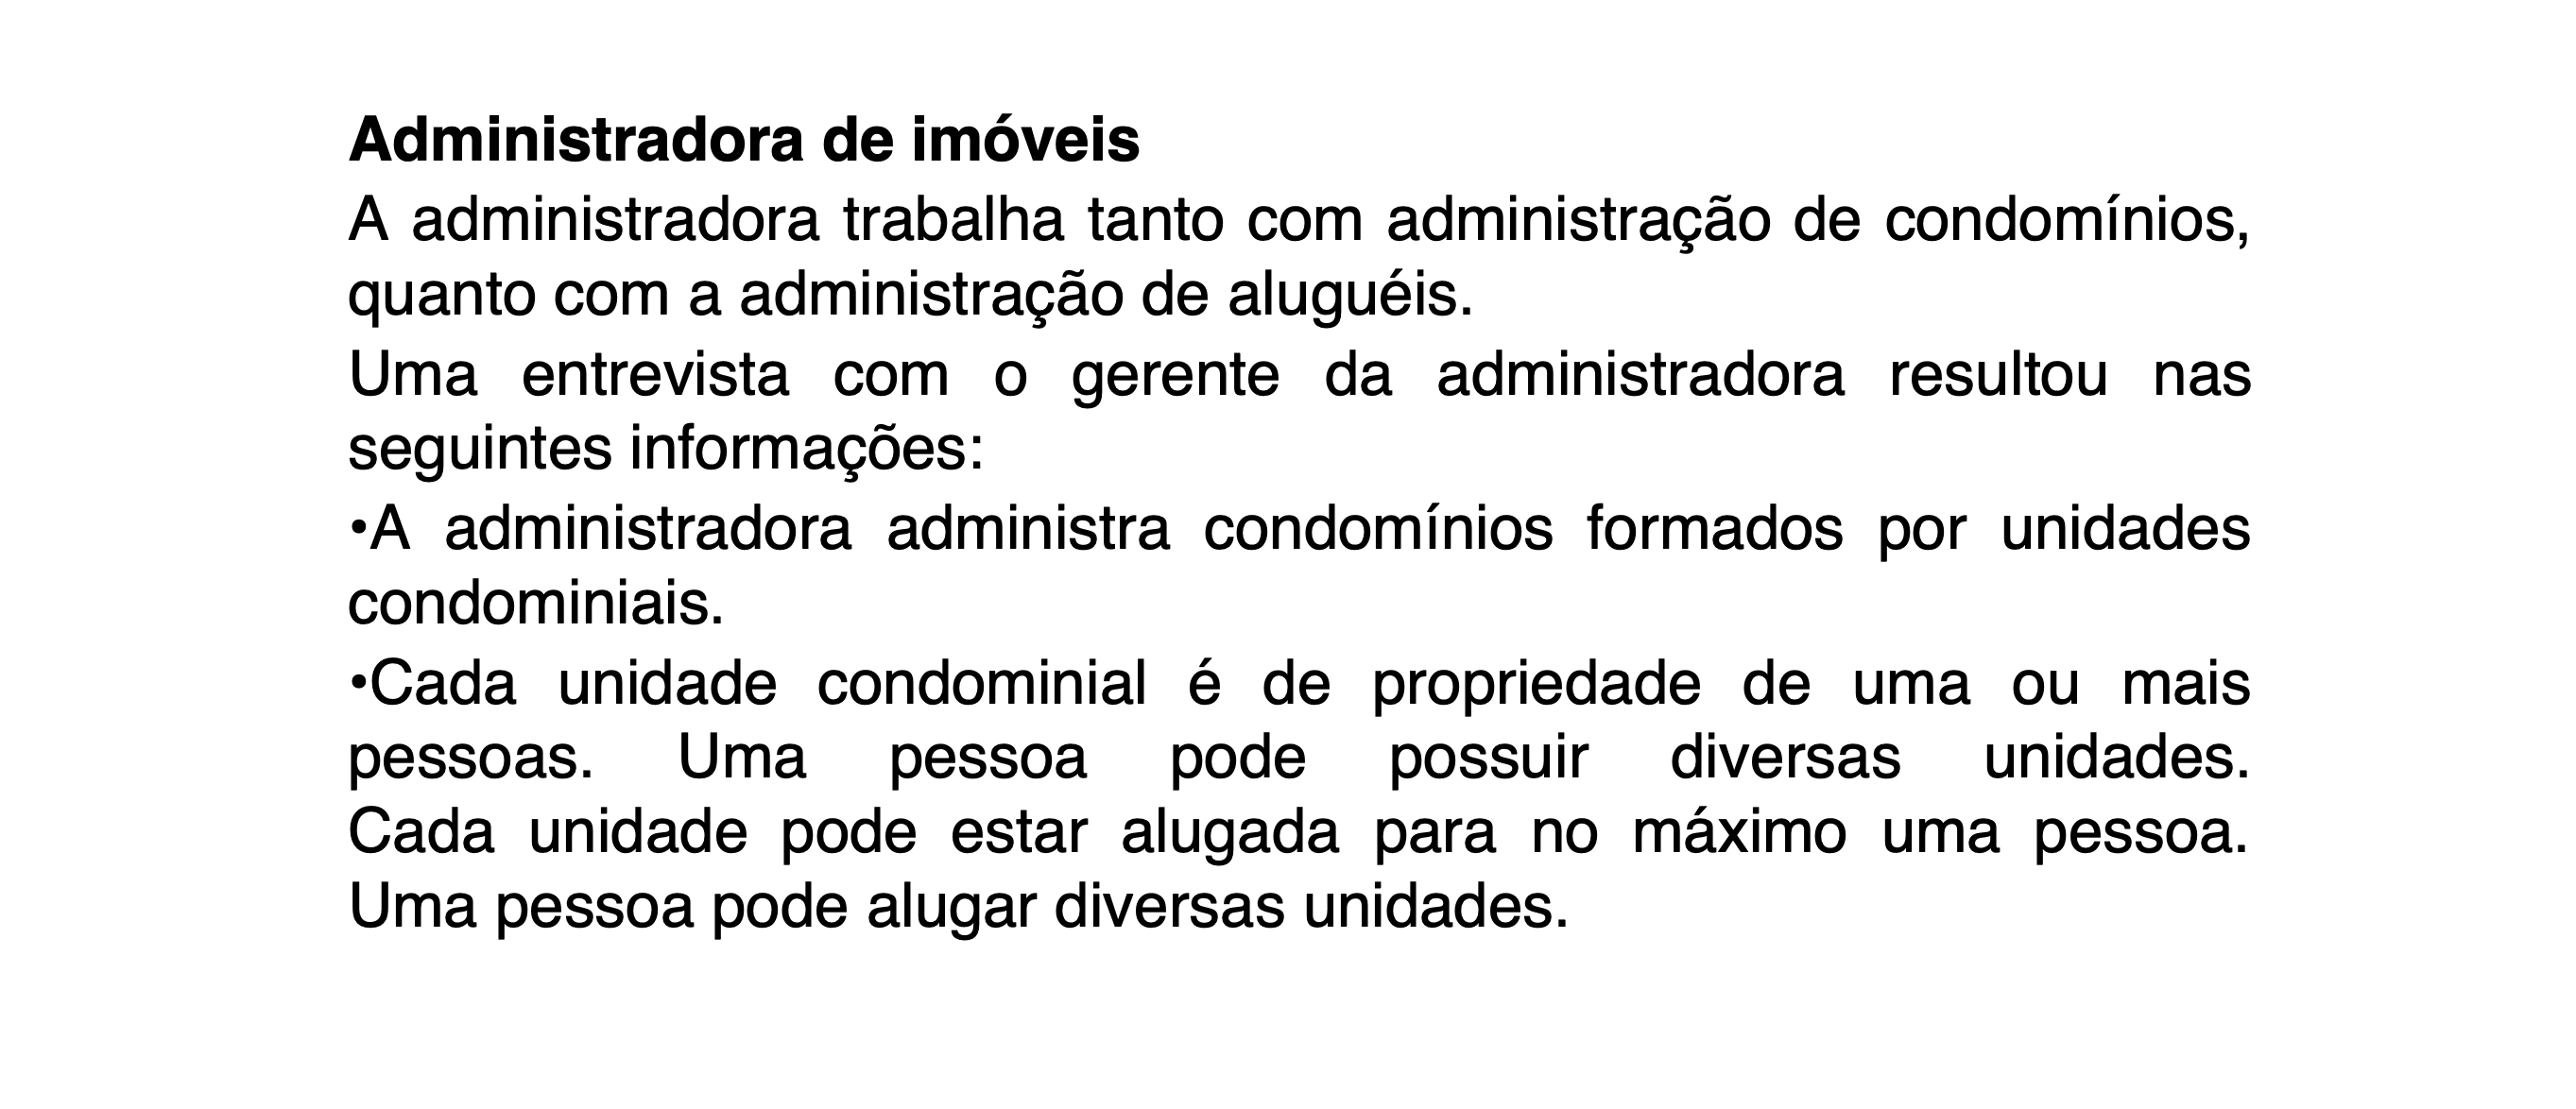 Administradora de imóveis
A administradora trabalha tanto com administração de condomínios,
quanto com a administração de aluguéis.
Uma entrevista com o gerente da administradora resultou nas
seguintes informações:
•A administradora administra condomínios formados por unidades
condominiais.
•Cada unidade condominial é de propriedade de uma ou mais
pessoas. Uma pessoa pode possuir diversas unidades.
Cada unidade pode estar alugada para no máximo uma pessoa.
Uma pessoa pode alugar diversas unidades.